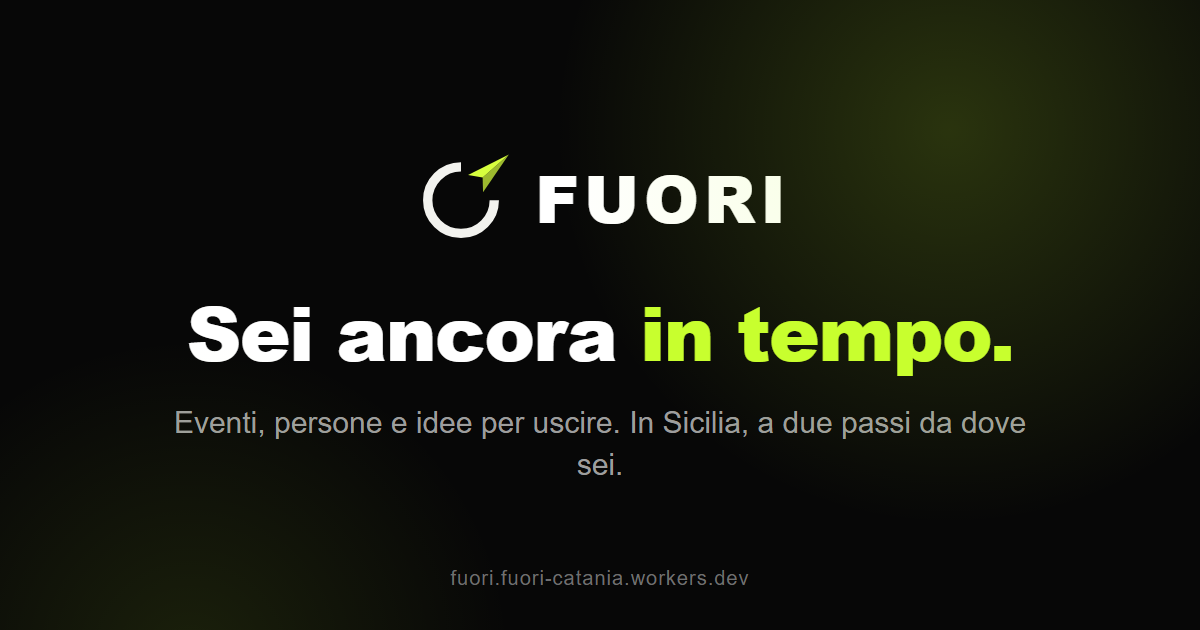 FUORI
Sei ancora in tempo.
Eventi, persone e idee per uscire. In Sicilia, a due passi da dove
sei.
fuori.fuori-catania.workers.dev